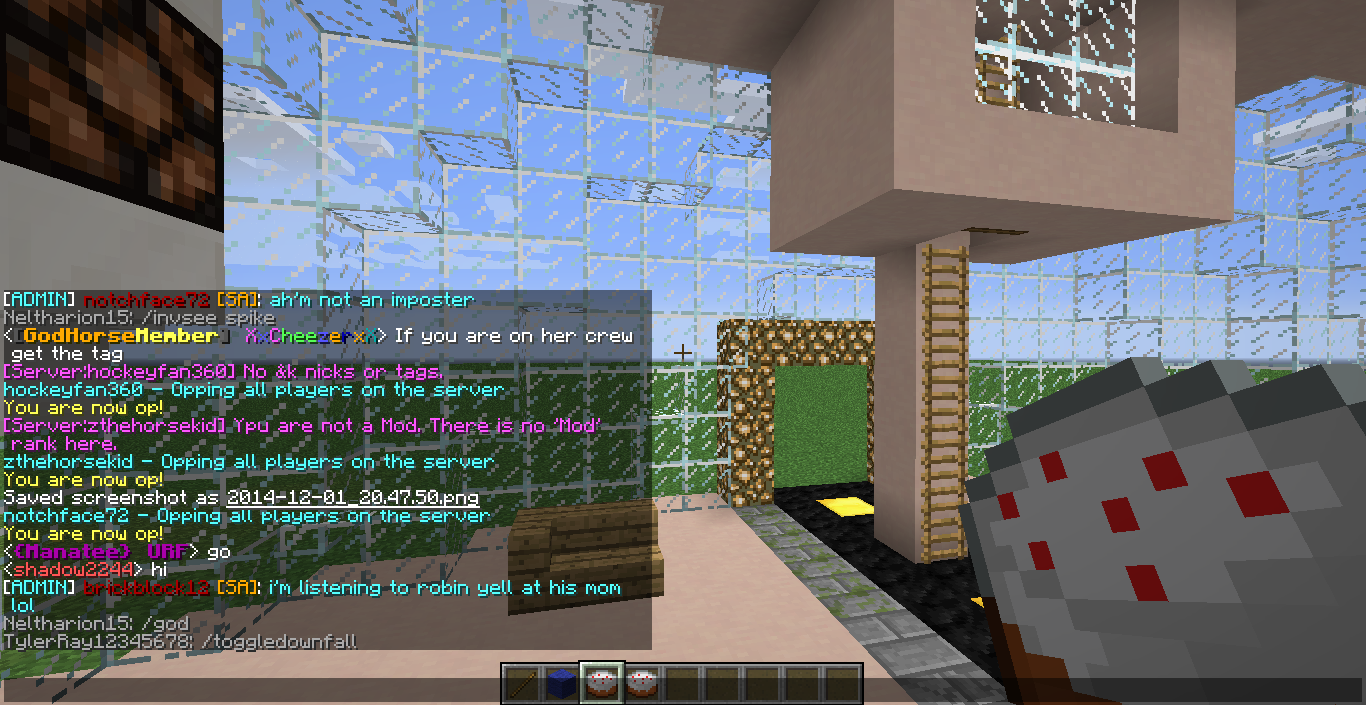 [ADMIN] notchface72 [SA]: ah'm not an imposter
Neltharion15: /invsee spike
<[GodHorseMember] XxCheezerxX> If you are on her crew
get the tag
[Server:hockeyfan360] No &k nicks or tags.
hockeyfan360 - Opping all players on the server
You are now op!
[Server:zthehorsekid] Ypu are not a Mod. There is no 'Mod'
rank here.
zthehorsekid - Opping all players on the server
You are now op!
Saved screenshot as 2014-12-01_20.47.50.png
notchface72 - Opping all players on the server
You are now op!
<{Manatee} ORF> go
<shadow2244> hi
[ADMIN] brickblock12 [SA]: i'm listening to robin yell at his mom
lol
Neltharion15: /god
TylerRay12345678: /toggledownfall